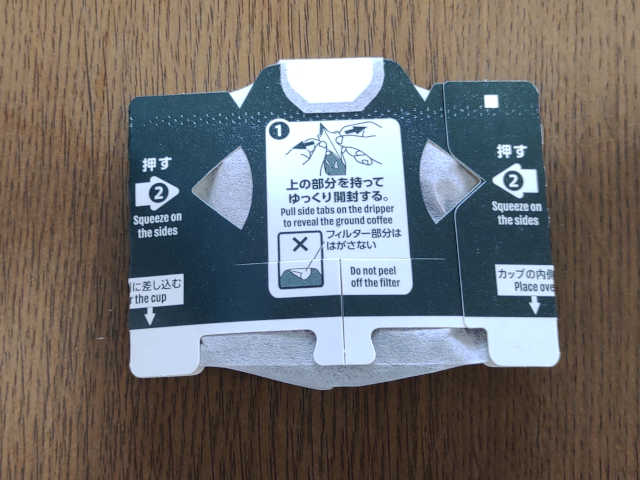 1
上の部分を持って
ゆっくり開封する。
Pull side tabs on the dripper
to reveal the ground coffee
フィルター部分は
はがさない
Do not peel
off the filter
押す
2
Squeeze on
the sides
に差し込む
the cup
押す
2
Squeeze on
the sides
カップの内側
Place ove